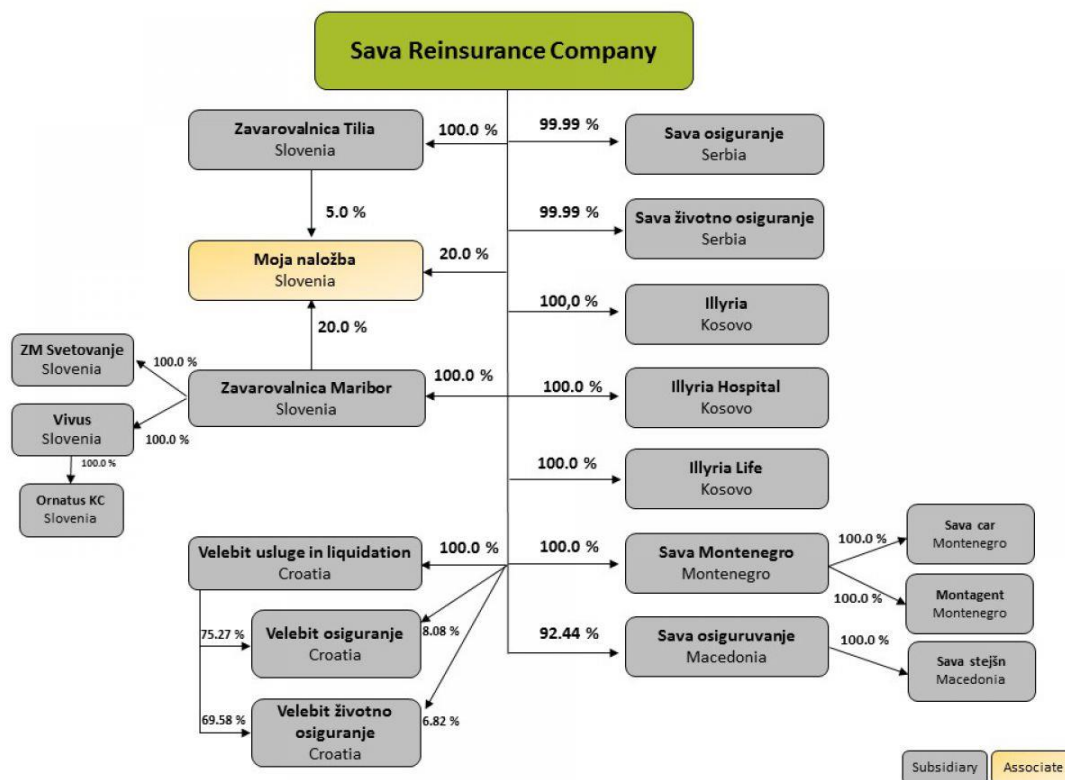 Sava Reinsurance Company
Zavarovalnica Tilia
Slovenia
100.0 %
99.99 %
Sava osiguranje
Serbia
5.0 %
99.99 %
Sava životno osiguranje
Serbia
Moja naložba
Slovenia
20.0 %
100,0 %
Illyria
Kosovo
20.0 %
ZM Svetovanje
Slovenia
100.0 %
Zavarovalnica Maribor
Slovenia
100.0 %
100.0 %
Illyria Hospital
Kosovo
Vivus
Slovenia
100.0 %
100.0 %
Ornatus KC
Slovenia
100.0 %
Illyria Life
Kosovo
Velebit usluge in liquidation
Croatia
100.0 %
100.0 %
Sava Montenegro
Montenegro
100.0 %
Sava car
Montenegro
100.0 %
Montagent
Montenegro
75.27 %
Velebit osiguranje
Croatia
8.08 %
92.44 %
Sava osiguruvanje
Macedonia
100.0 %
Sava stejšn
Macedonia
69.58 %
Velebit životno
osiguranje
Croatia
6.82 %
Subsidiary
Associate